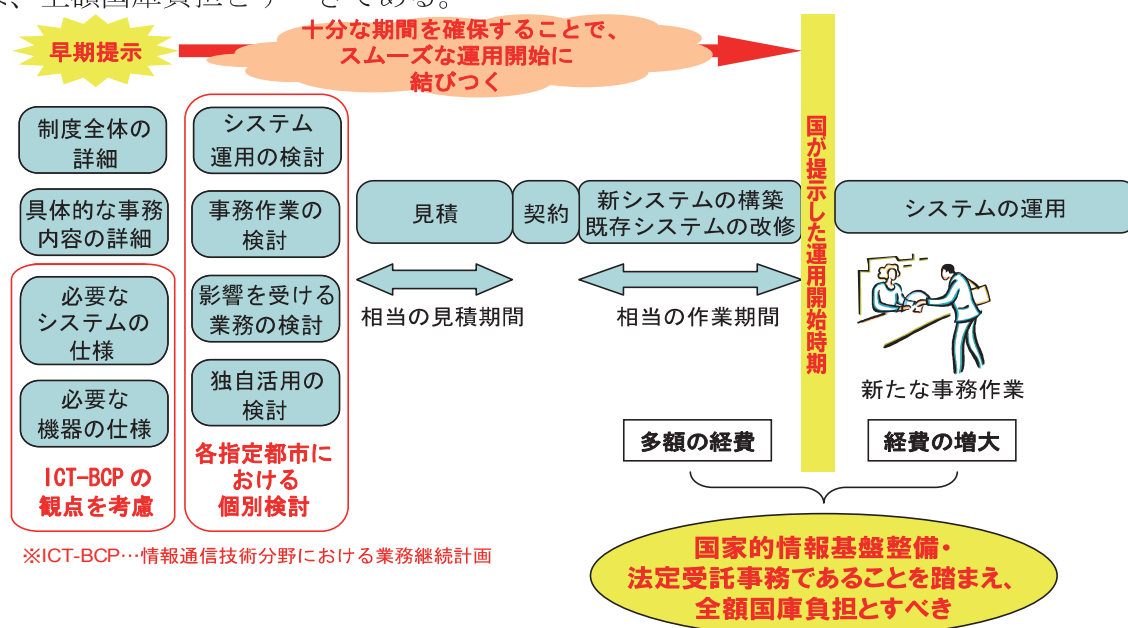 全額国庫負担とすべきである。
早期提示
十分な期間を確保することで、
スムーズな運用開始に
結びつく
制度全体の
詳細
具体的な事務
内容の詳細
必要な
システムの
仕様
必要な
機器の仕様
ICT-BCP の
観点を考慮
システム
運用の検討
事務作業の
検討
影響を受ける
業務の検討
独自活用の
検討
各指定都市に
おける
個別検討
見積
契約
新システムの構築
既存システムの改修
相当の見積期間
相当の作業期間
国が提示した運用開始時期
システムの運用
新たな事務作業
多額の経費
経費の増大
※ICT-BCP…情報通信技術分野における業務継続計画
国家的情報基盤整備・
法定受託事務であることを踏まえ、
全額国庫負担とすべき